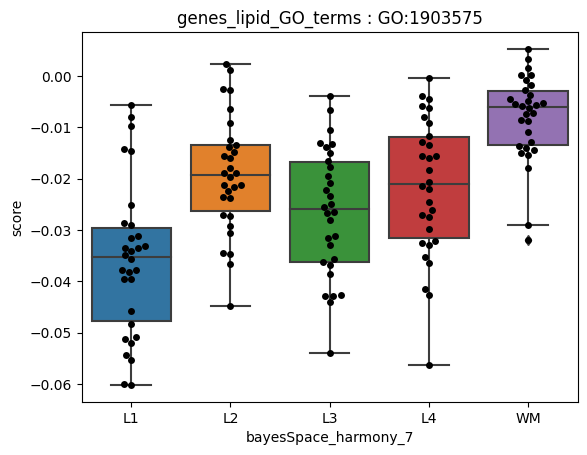 genes_lipid_GO_terms : GO:1903575
0.00
−0.01
−0.02
−0.03
−0.04
−0.05
−0.06
score
L1 L2 L3 L4 WM
bayesSpace_harmony_7